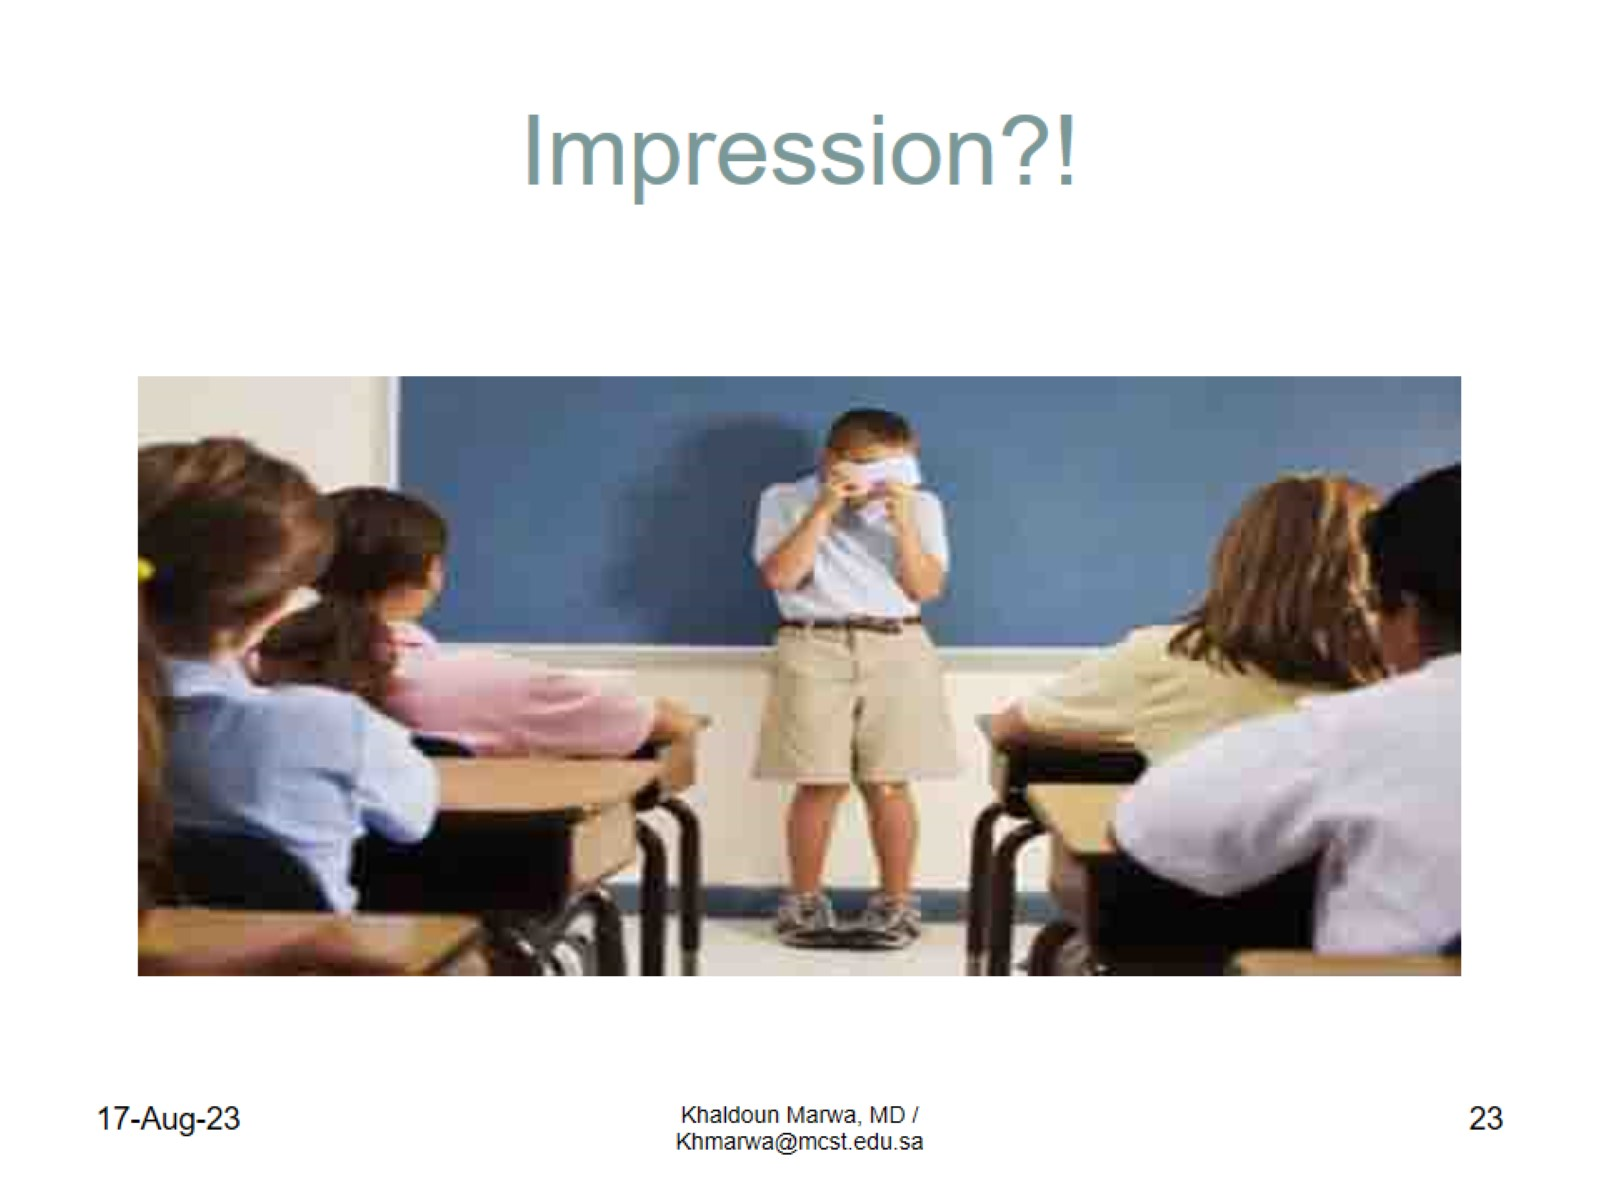 Impression?!
17-Aug-23
Khaldoun Marwa, MD /
Khmarwa@mcst.edu.sa
23